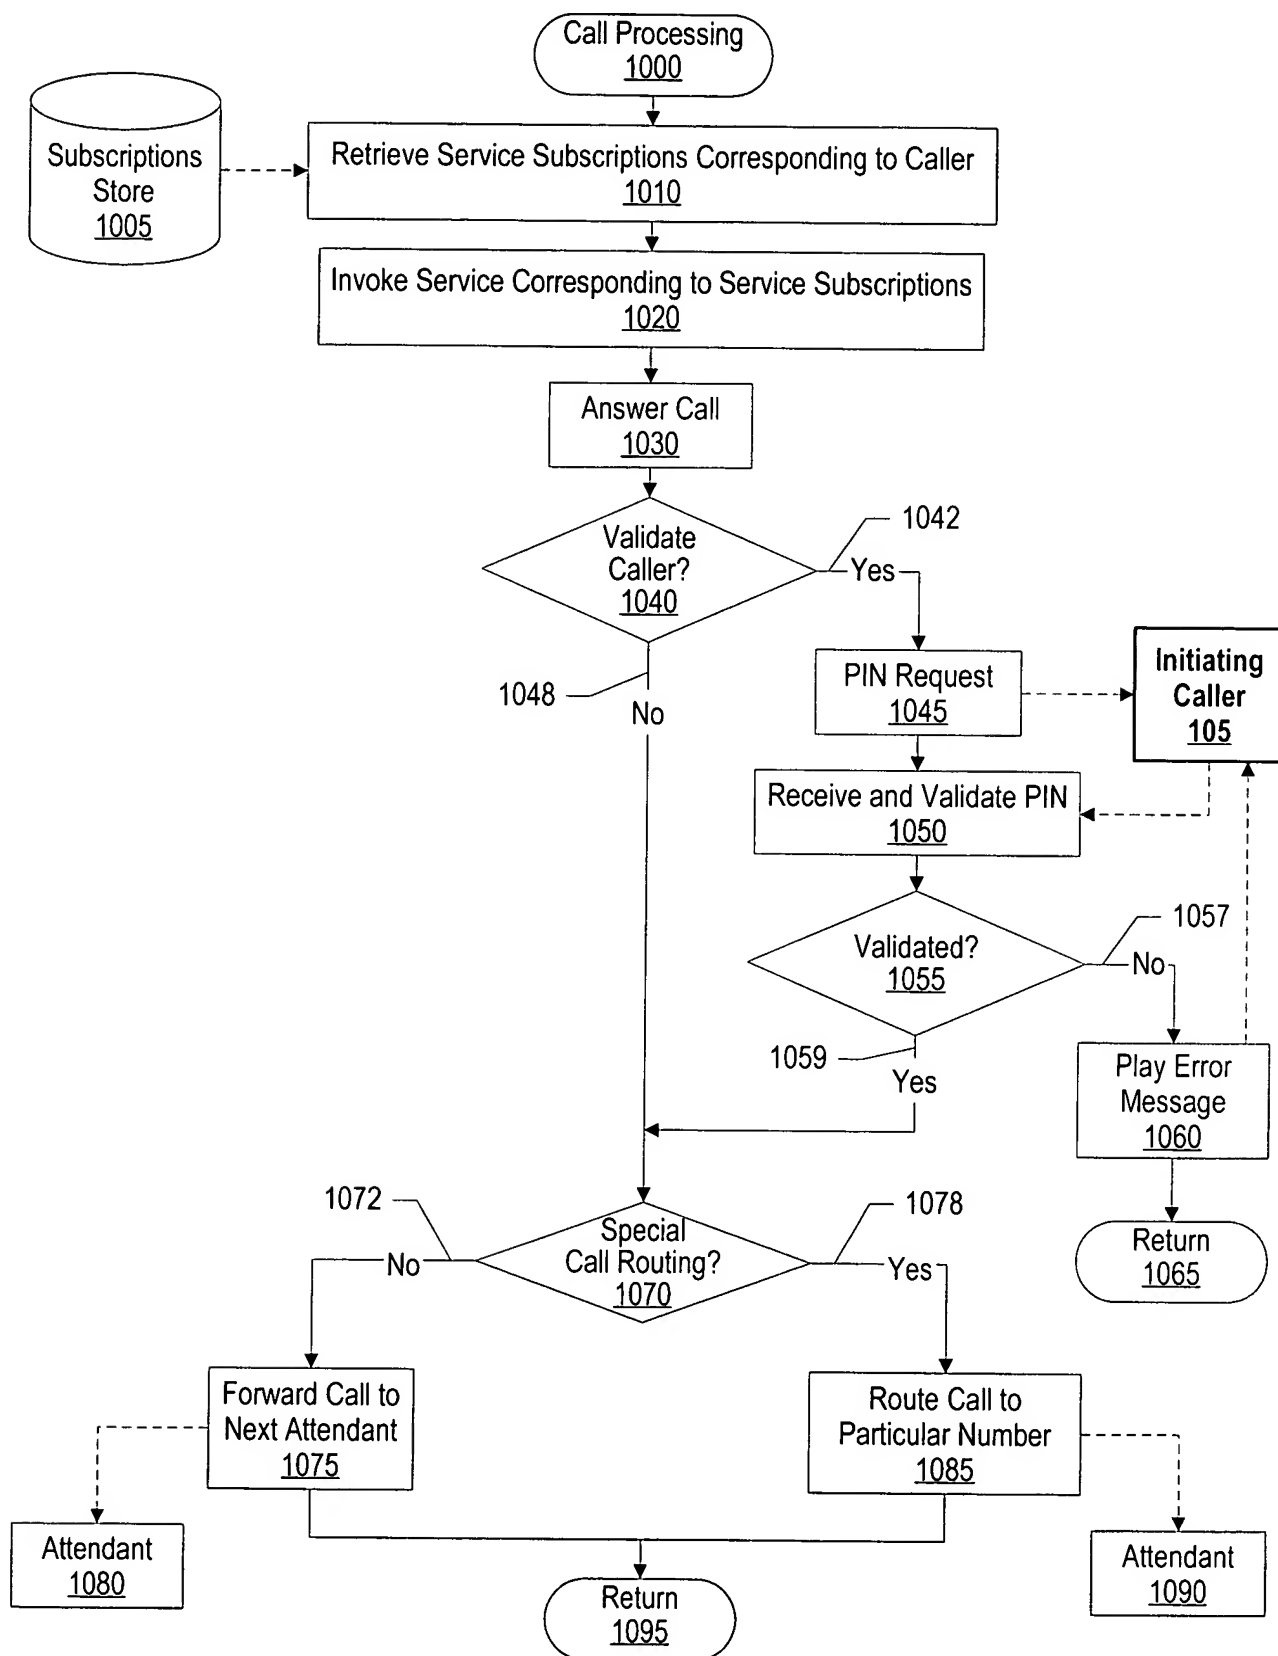 Call Processing
1000
Subscriptions
Store
1005
Retrieve Service Subscriptions Corresponding to Caller
1010
Invoke Service Corresponding to Service Subscriptions
1020
Answer Call
1030
Validate
Caller?
1040
1042
Yes
1048
No
PIN Request
1045
Initiating
Caller
105
Receive and Validate PIN
1050
Validated?
1055
1057
No
1059
Yes
Play Error
Message
1060
Return
1065
Special
Call Routing?
1070
1072
No
1078
Yes
Forward Call to
Next Attendant
1075
Route Call to
Particular Number
1085
Attendant
1080
Attendant
1090
Return
1095